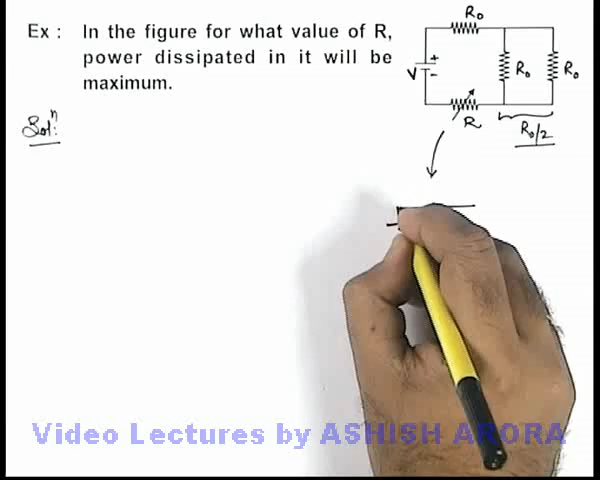 Ex : In the figure for what value of R,
power dissipated in it will be
maximum.
Solⁿ:
R₀
V
+
-
R₀
R₀
R
R₀/2
Video Lectures by ASHISH ARORA